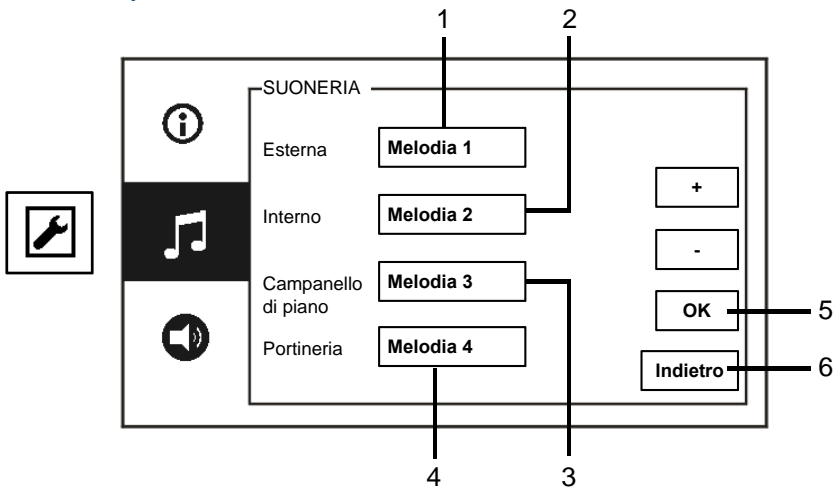 1 2
SUONERIA
Esterna Melodia 1
+
Interno Melodia 2
-
Campanello
di piano Melodia 3
OK 5
Portineria Melodia 4
Indietro 6
4 3